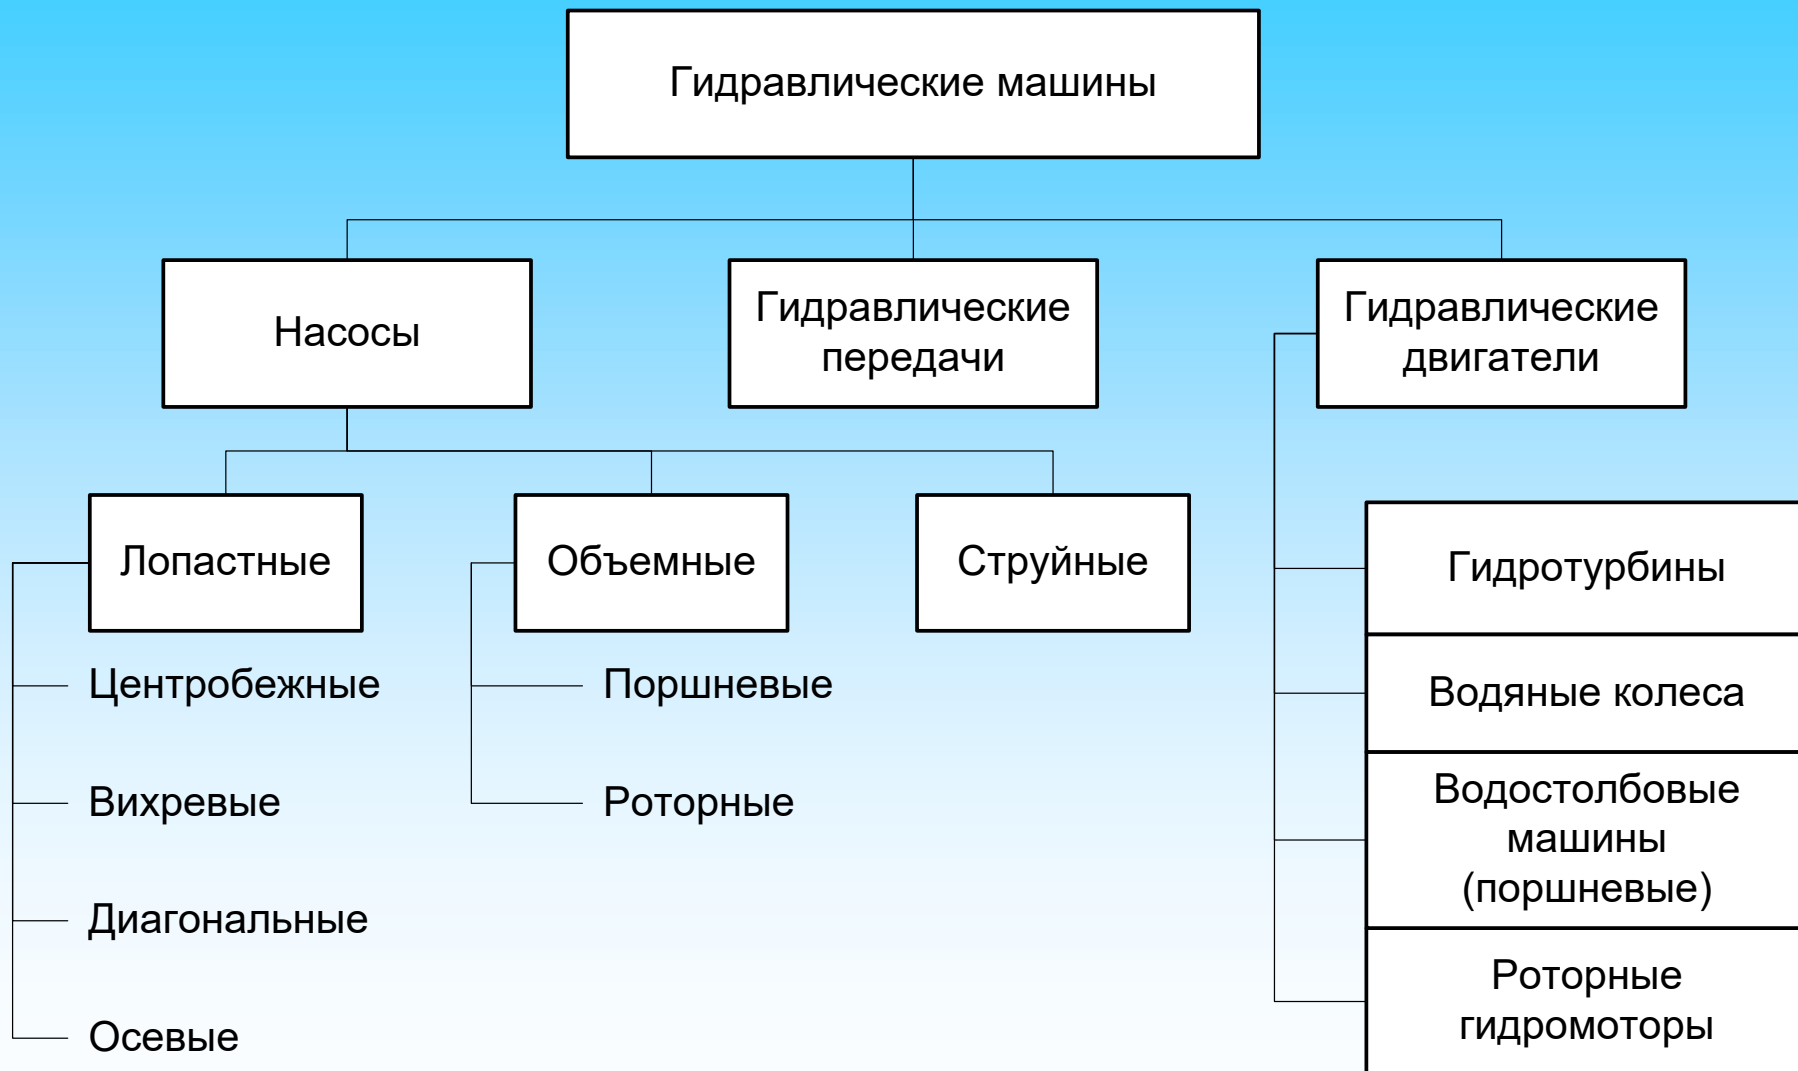 Гидравлические машины
Насосы
Гидравлические
передачи
Гидравлические
двигатели
Лопастные
Объемные
Струйные
Центробежные
Вихревые
Диагональные
Осевые
Поршневые
Роторные
Гидротурбины
Водяные колеса
Водостолбовые
машины
(поршневые)
Роторные
гидромоторы